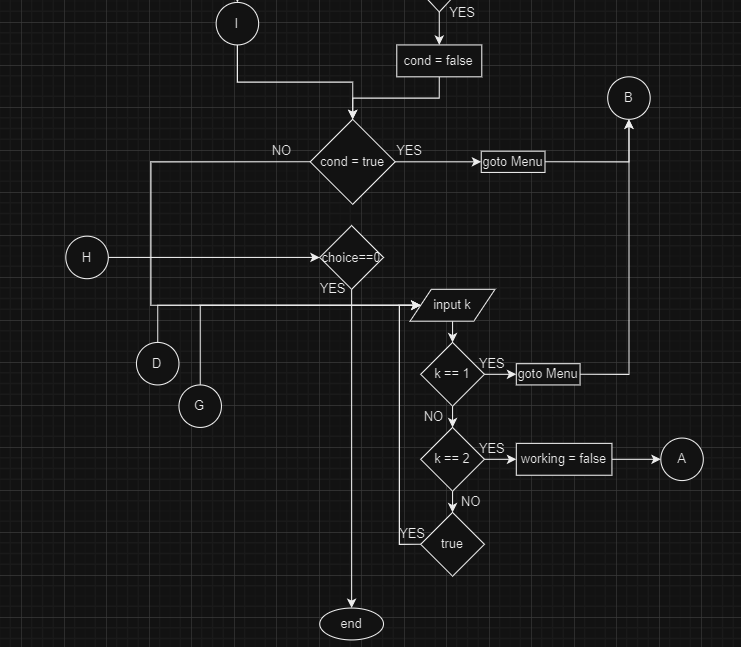 YES
I
cond = false
B
NO
cond = true
YES
goto Menu
H
choice==0
YES
input k
D
k == 1
YES
goto Menu
G
NO
k == 2
YES
working = false
A
NO
YES
true
end